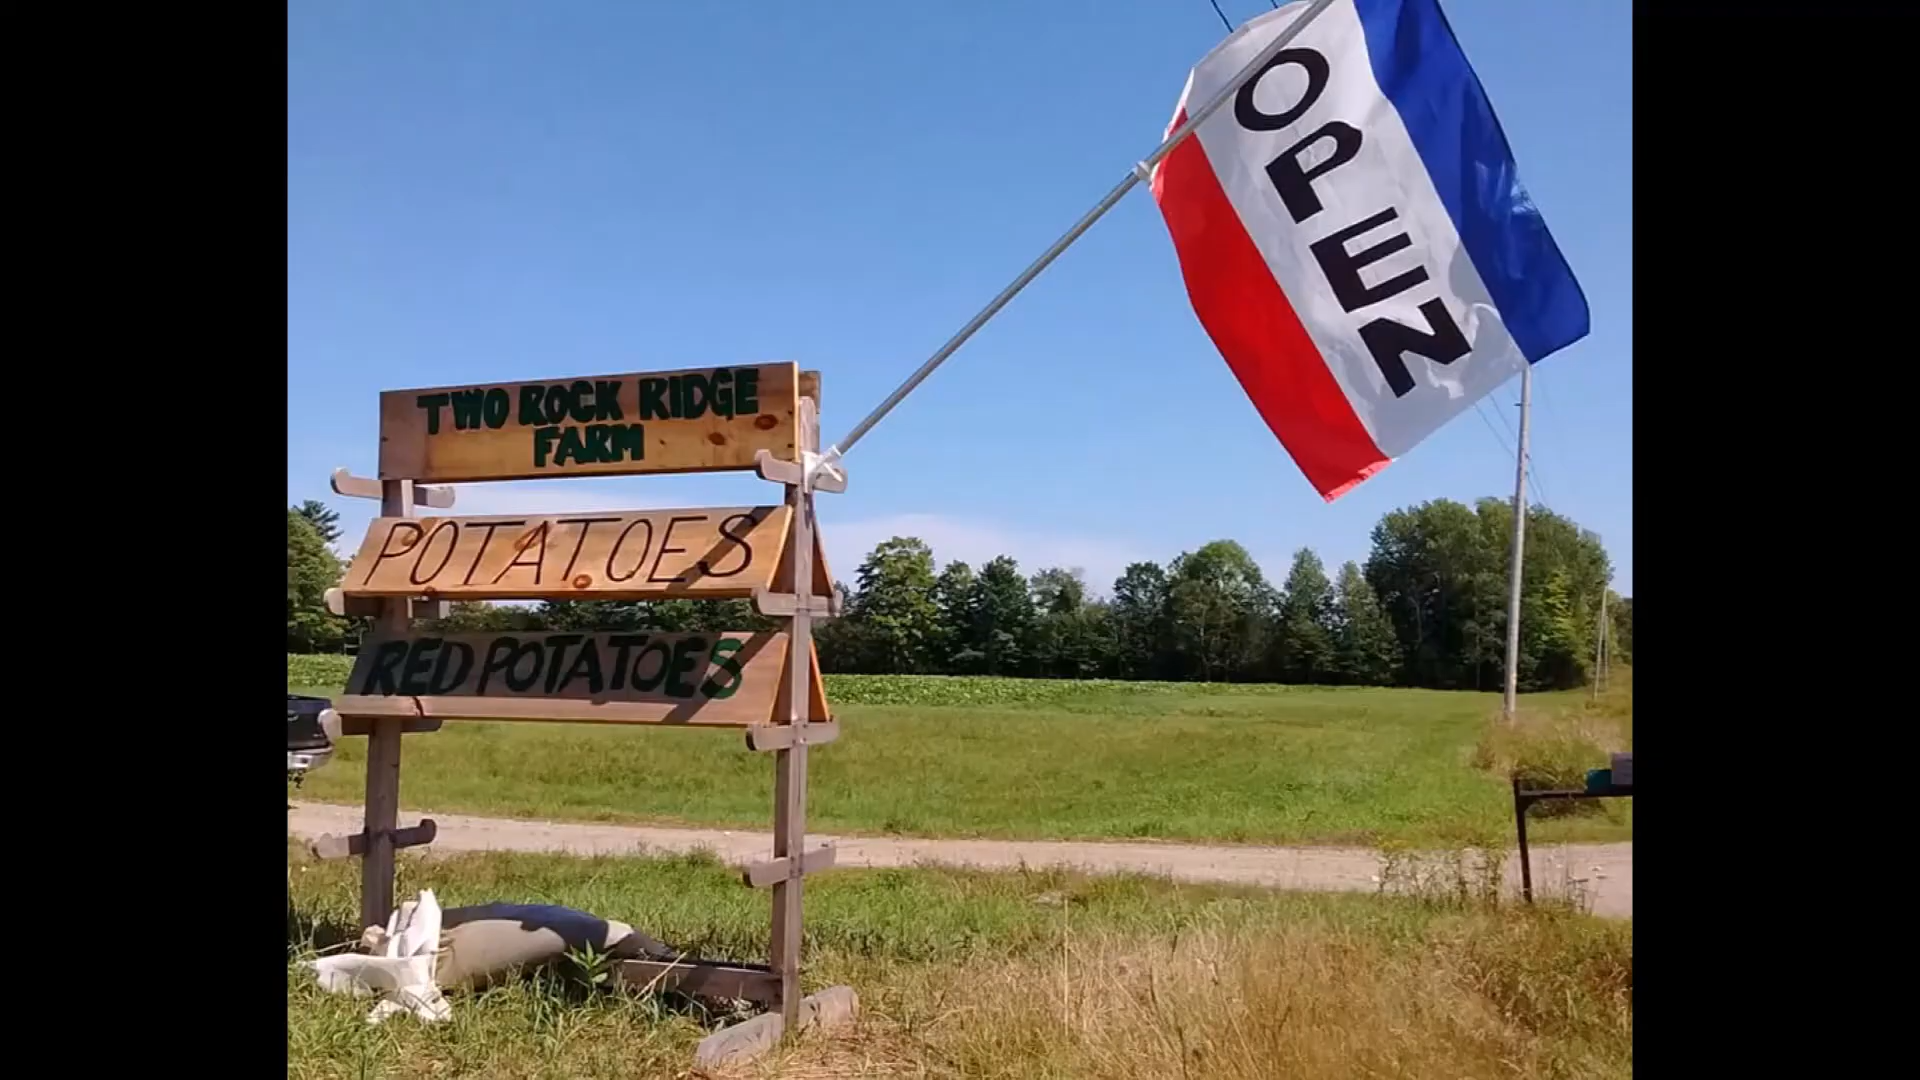 OPEN
TWO ROCK RIDGE
FARM
POTATOES
RED POTATOES